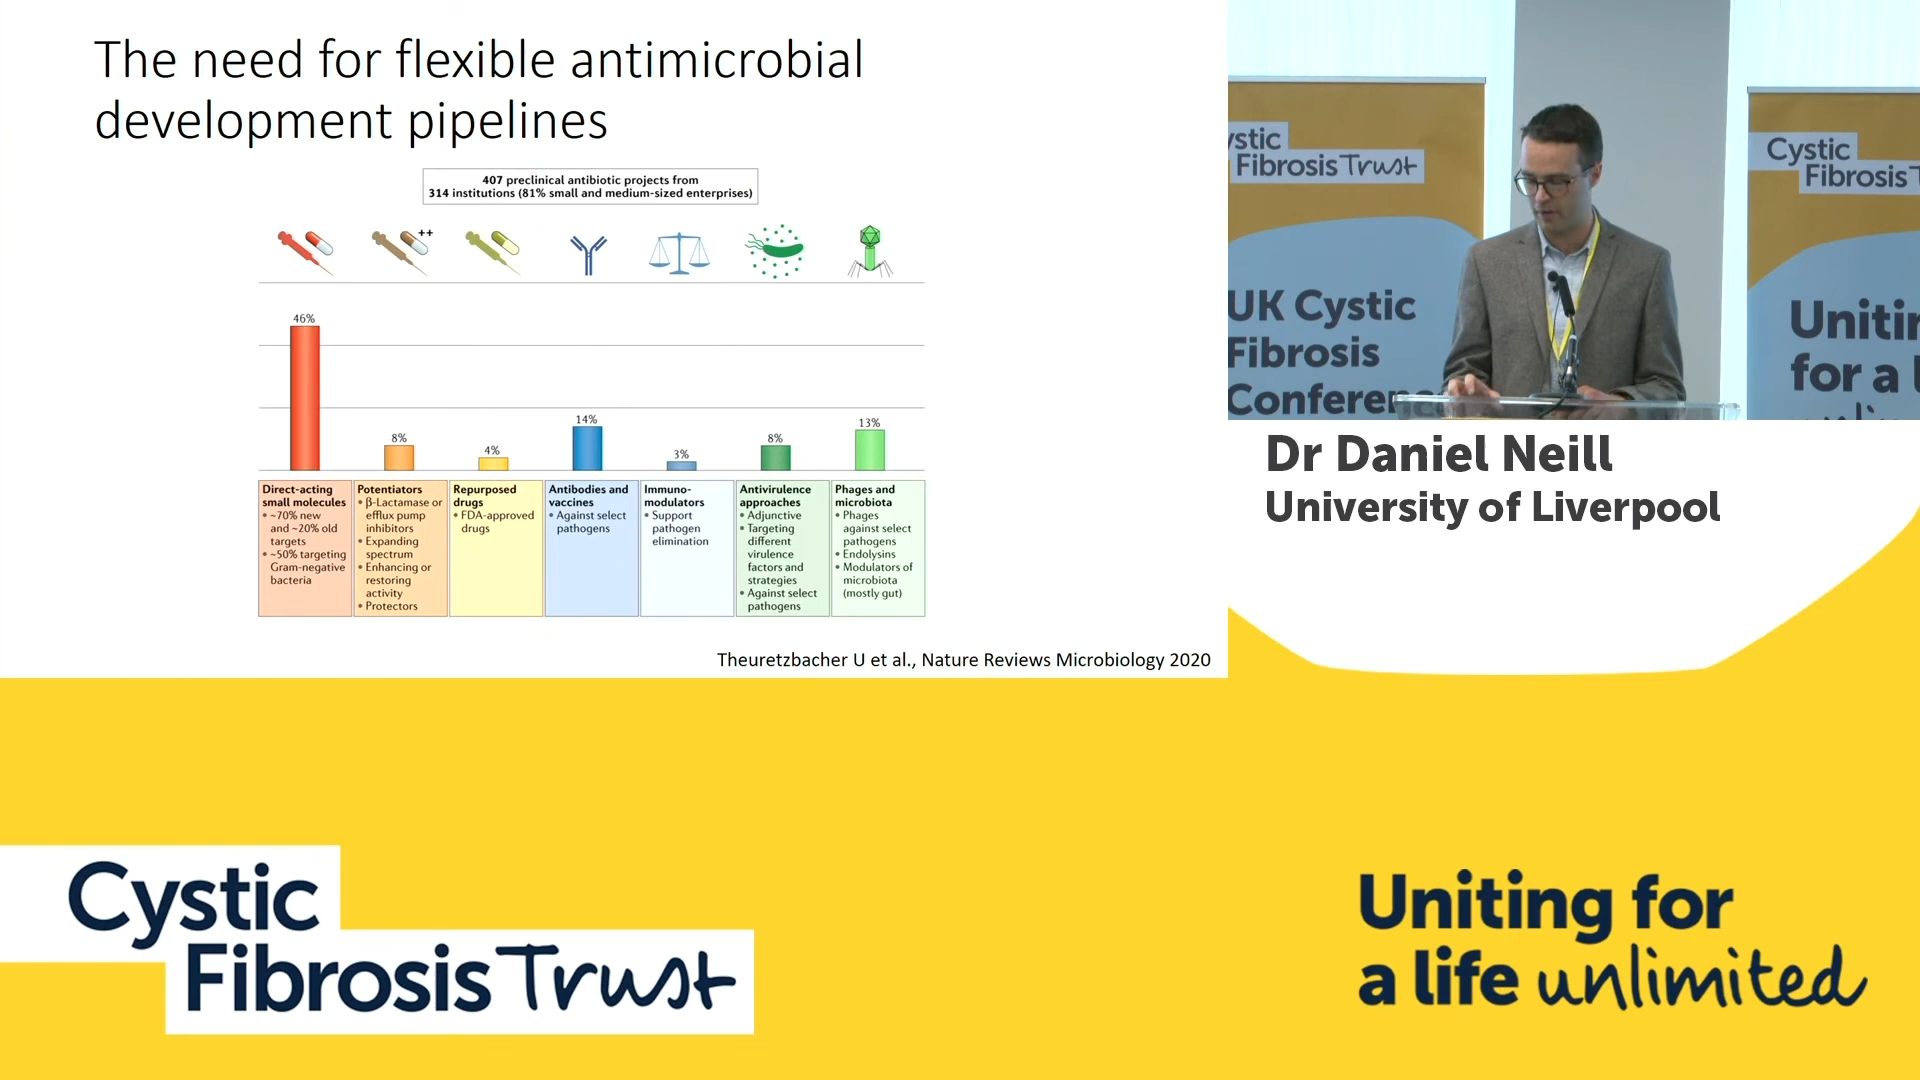 The need for flexible antimicrobial
development pipelines
407 preclinical antibiotic projects from
314 institutions (81% small and medium-sized enterprises)
++
46%
8%
4%
14%
3%
8%
13%
Direct-acting
small molecules
• ~70% new
and ~20% old
targets
• ~50% targeting
Gram-negative
bacteria
Potentiators
• β-Lactamase or
efflux pump
inhibitors
• Expanding
spectrum
• Enhancing or
restoring
activity
• Protectors
Repurposed
drugs
• FDA-approved
drugs
Antibodies and
vaccines
• Against select
pathogens
Immuno-
modulators
• Support
pathogen
elimination
Antivirulence
approaches
• Adjunctive
• Targeting
different
virulence
factors and
strategies
• Against select
pathogens
Phages and
microbiota
• Phages
against select
pathogens
• Endolysins
• Modulators of
microbiota
(mostly gut)
Theuretzbacher U et al., Nature Reviews Microbiology 2020
ystic
Fibrosis Trust
UK Cystic
Fibrosis
Conferen
Cystic
Fibrosis T
Unitin
for a l
Dr Daniel Neill
University of Liverpool
Cystic
Fibrosis Trust
Uniting for
a life unlimited